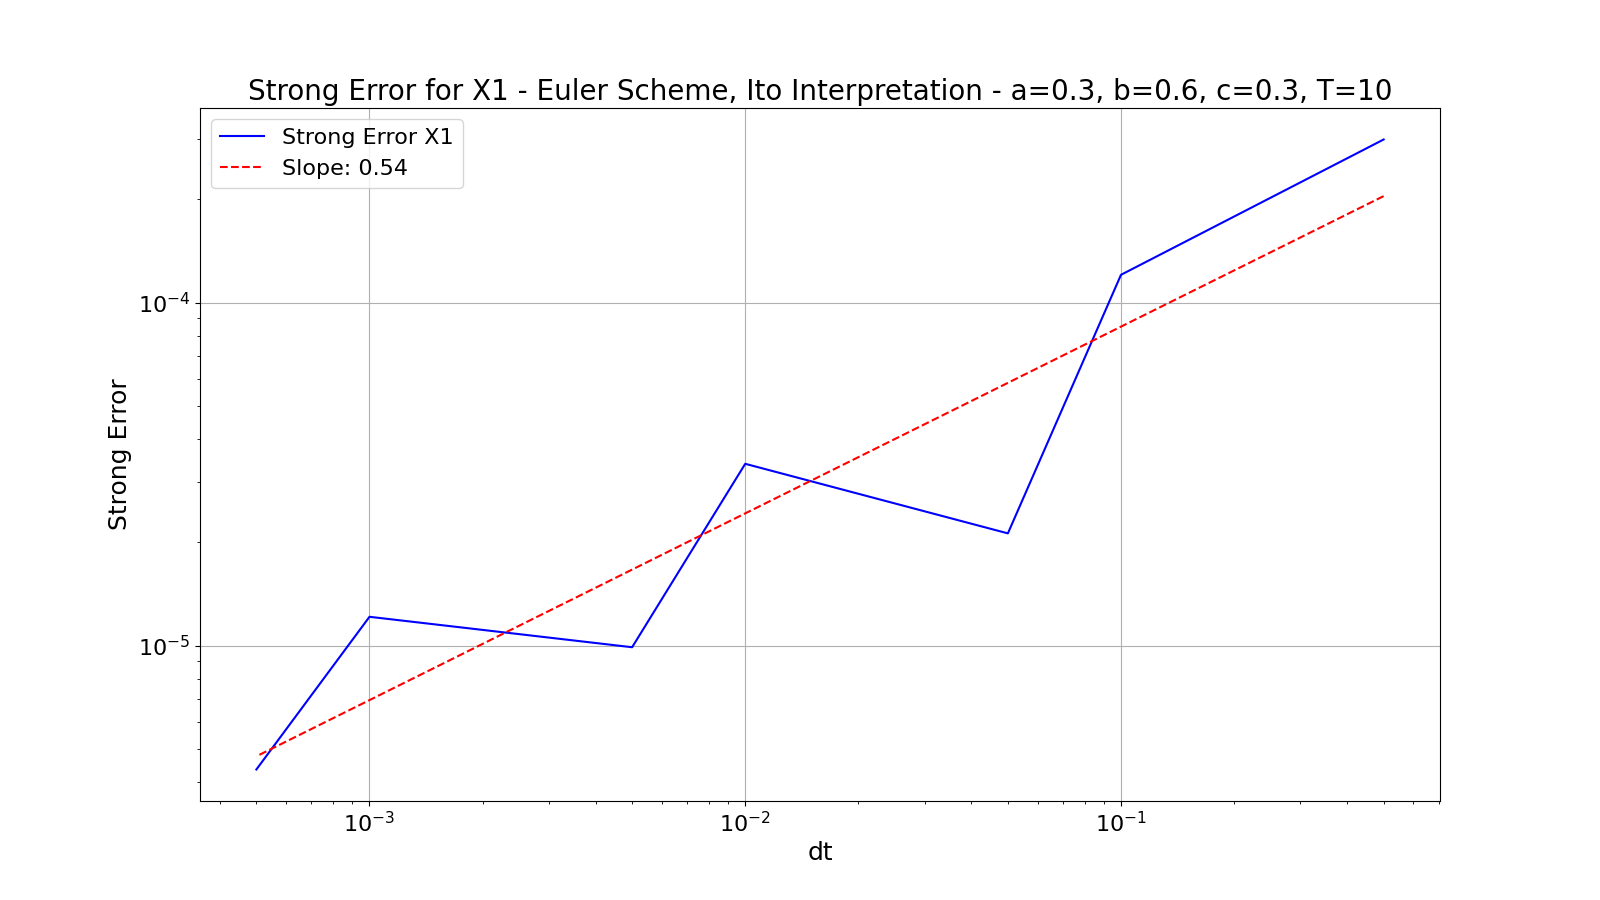 Strong Error for X1 - Euler Scheme, Ito Interpretation - a=0.3, b=0.6, c=0.3, T=10
Strong Error X1
Slope: 0.54
Strong Error
10⁻⁴
10⁻⁵
10⁻³ 10⁻² 10⁻¹
dt